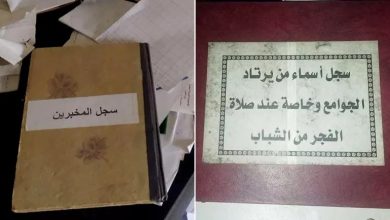 سجل المخبرين
سجل أسماء من يرتاد
الجوامع وخاصة عند صلاة
الفجر من الشباب